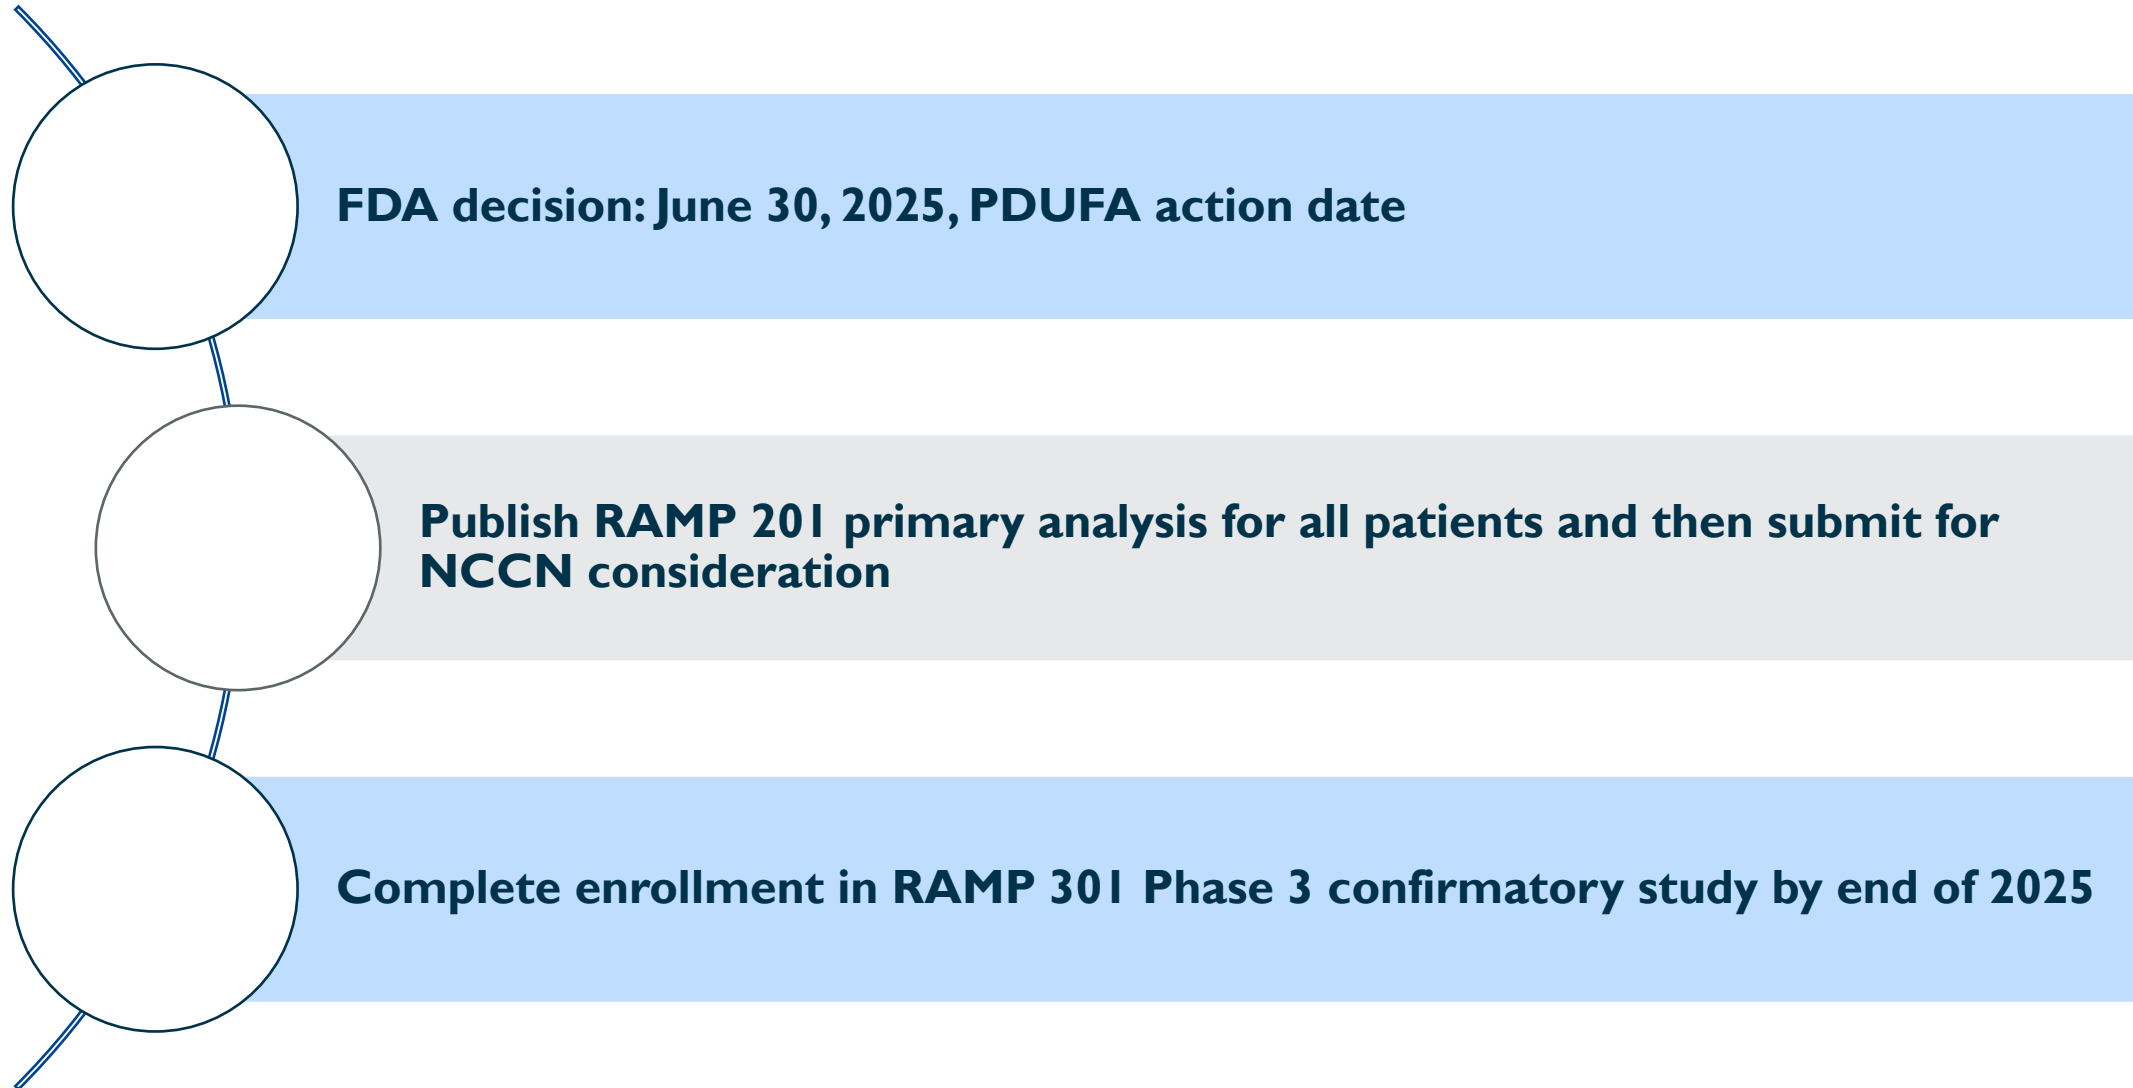 FDA decision: June 30, 2025, PDUFA action date
Publish RAMP 201 primary analysis for all patients and then submit for
NCCN consideration
Complete enrollment in RAMP 301 Phase 3 confirmatory study by end of 2025